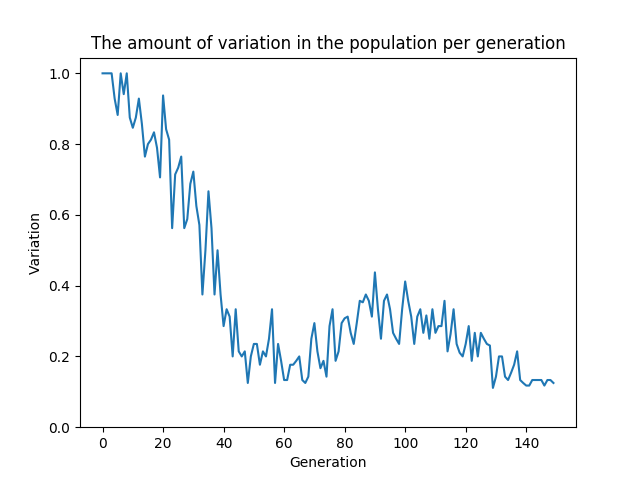 The amount of variation in the population per generation
1.0
0.8
0.6
0.4
0.2
0.0
Variation
0 20 40 60 80 100 120 140
Generation